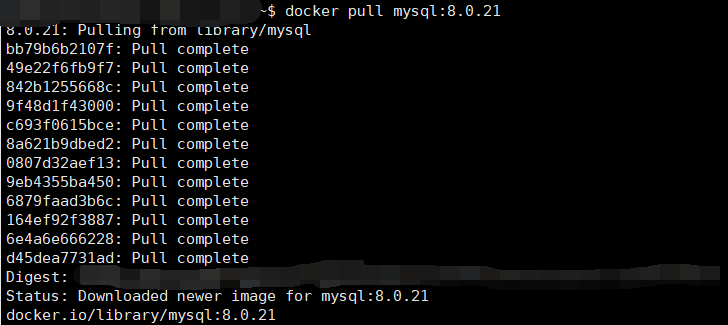 ~$ docker pull mysql:8.0.21
8.0.21: Pulling from library/mysql
bb79b6b2107f: Pull complete
49e22f6fb9f7: Pull complete
842b1255668c: Pull complete
9f48d1f43000: Pull complete
c693f0615bce: Pull complete
8a621b9dbed2: Pull complete
0807d32aef13: Pull complete
9eb4355ba450: Pull complete
6879faad3b6c: Pull complete
164ef92f3887: Pull complete
6e4a6e666228: Pull complete
d45dea7731ad: Pull complete
Digest:
Status: Downloaded newer image for mysql:8.0.21
docker.io/library/mysql:8.0.21